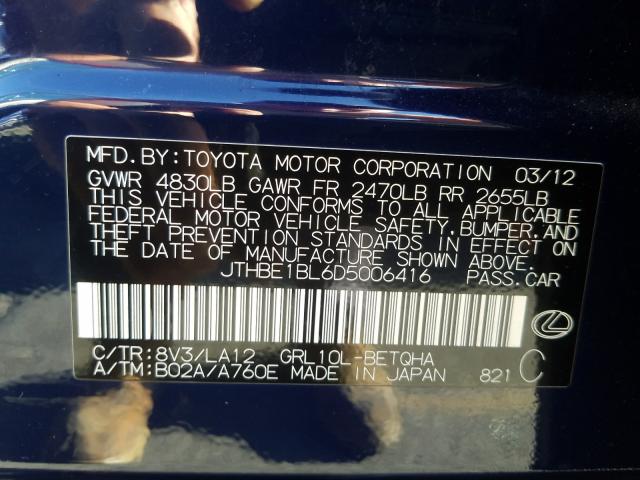 MFD. BY: TOYOTA MOTOR CORPORATION 03/12
GVWR 4830LB GAWR FR 2470LB RR 2655LB
THIS VEHICLE CONFORMS TO ALL APPLICABLE
FEDERAL MOTOR VEHICLE SAFETY, BUMPER, AND
THEFT PREVENTION STANDARDS IN EFFECT ON
THE DATE OF MANUFACTURE SHOWN ABOVE.
JTHBE1BL6D5006416 PASS. CAR
C/TR: 8V3/LA12 GRL10L-BETQHA
A/TM: B02A/A760E MADE IN JAPAN 821 C